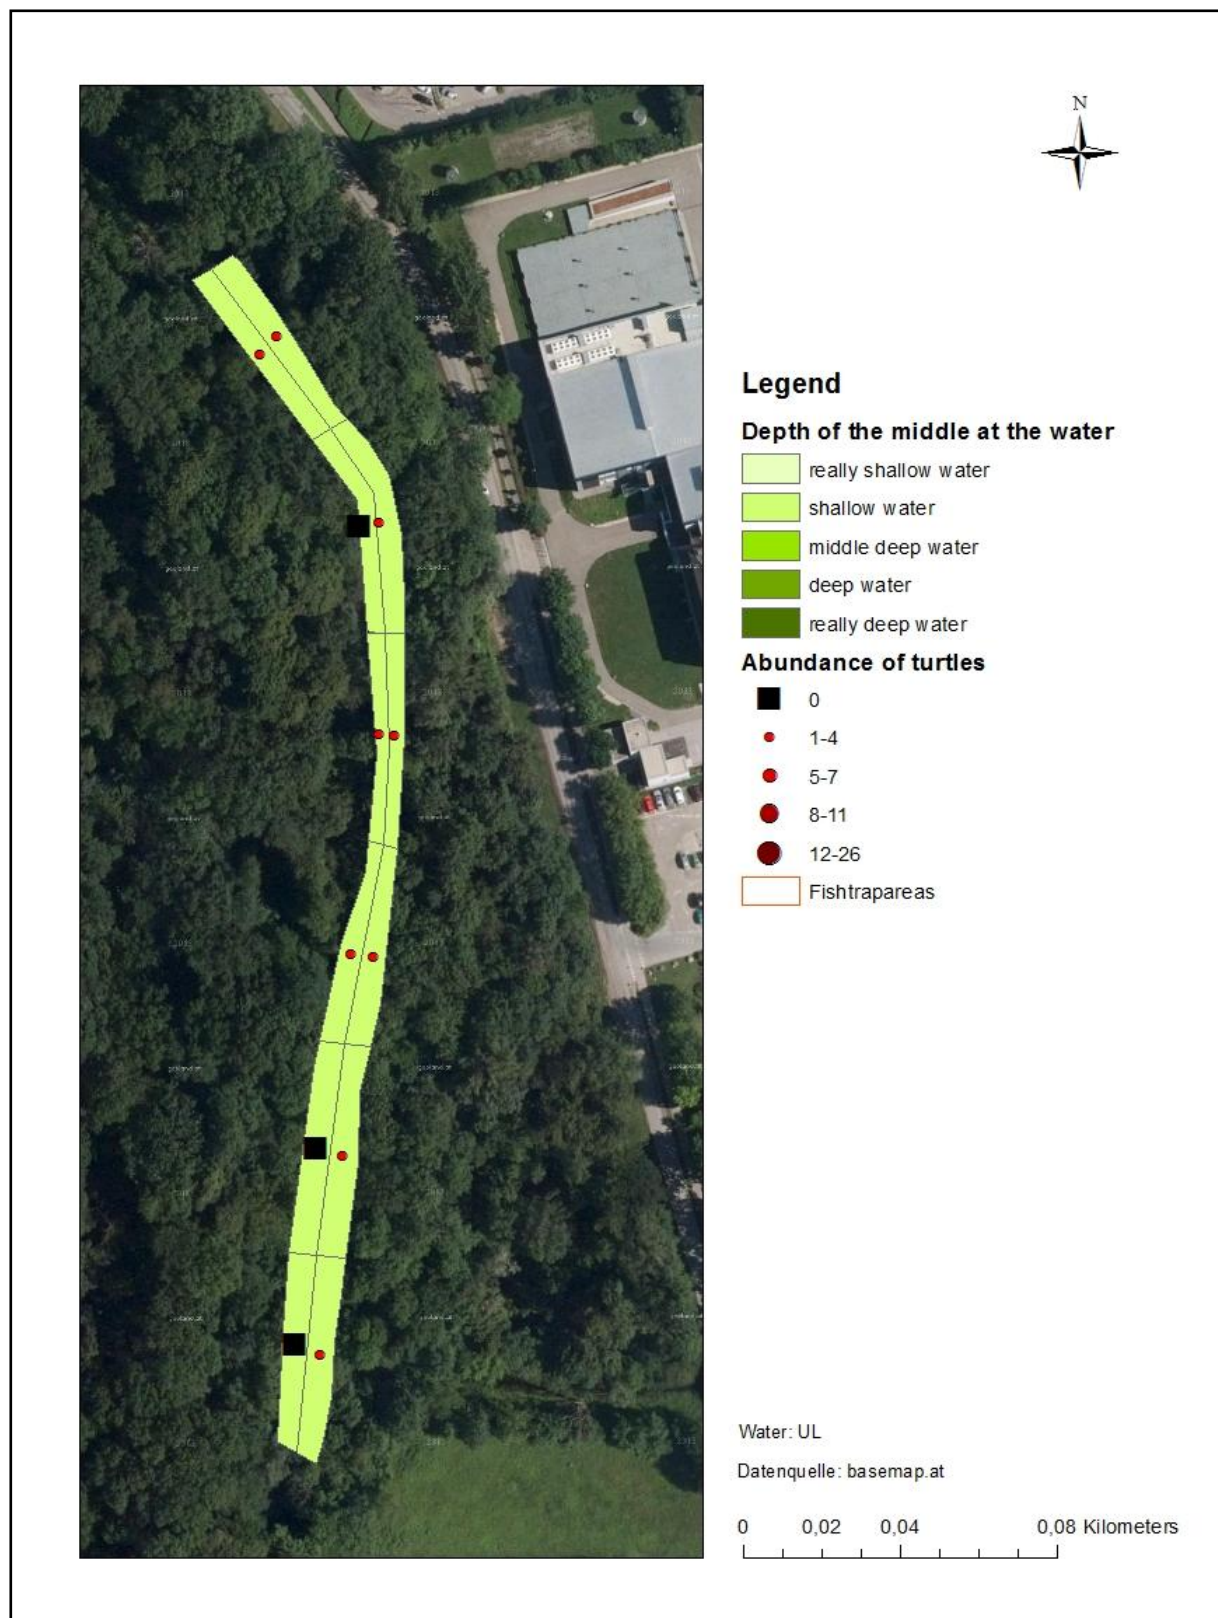 N
Legend
Depth of the middle at the water
really shallow water
shallow water
middle deep water
deep water
really deep water
Abundance of turtles
0
1-4
5-7
8-11
12-26
Fishtrapareas
Water: UL
Datenquelle: basemap.at
0 0,02 0,04 0,08 Kilometers